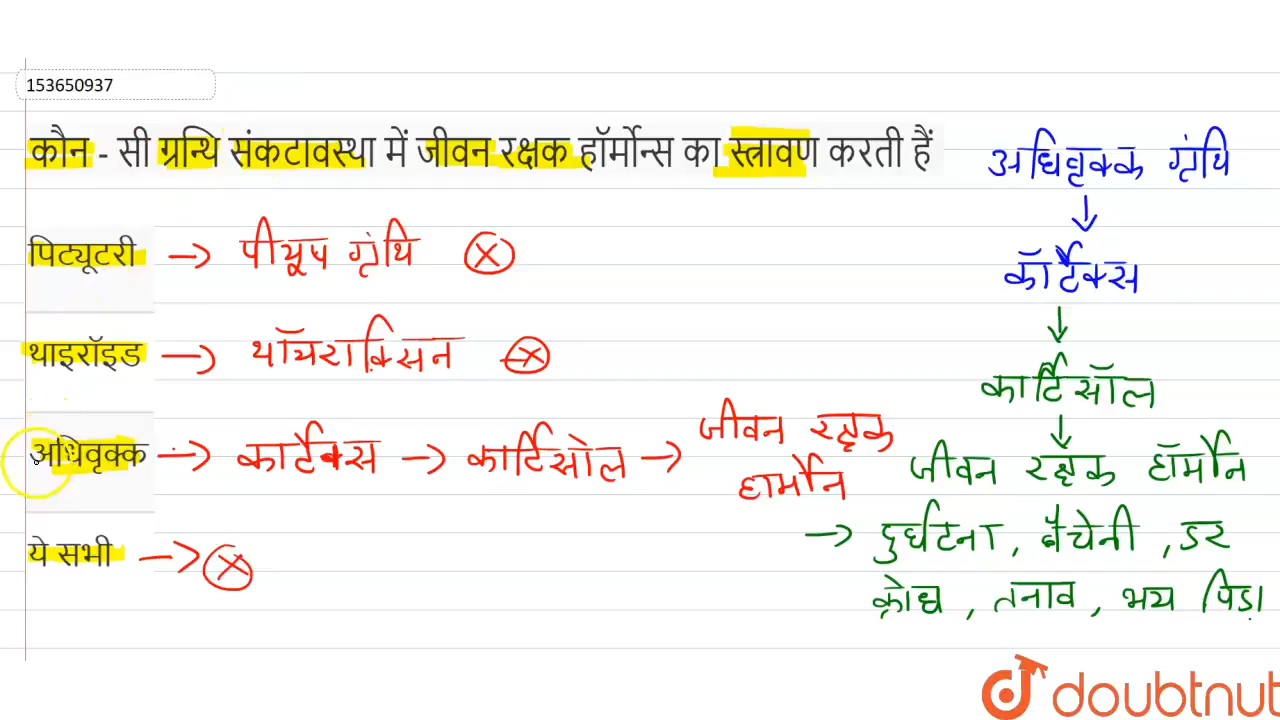 153650937
कौन - सी ग्रन्थि संकटावस्था में जीवन रक्षक हॉर्मोन्स का स्त्रावण करती हैं
पिट्यूटरी → पीयूष ग्रंथि ⊗
थाइरॉइड → थॉयराक्सिन ⊗
अधिवृक्क → कार्टेक्स → कार्टिसोल → जीवन रक्षक हार्मोन
ये सभी → ⊗
अधिवृक्क ग्रंथि
↓
कॉर्टेक्स
↓
कार्टिसॉल
↓
जीवन रक्षक हॉर्मोन
→ दुर्घटना, बैचेनी, डर
क्रोध, तनाव, भय पिड़ा
doubtnut